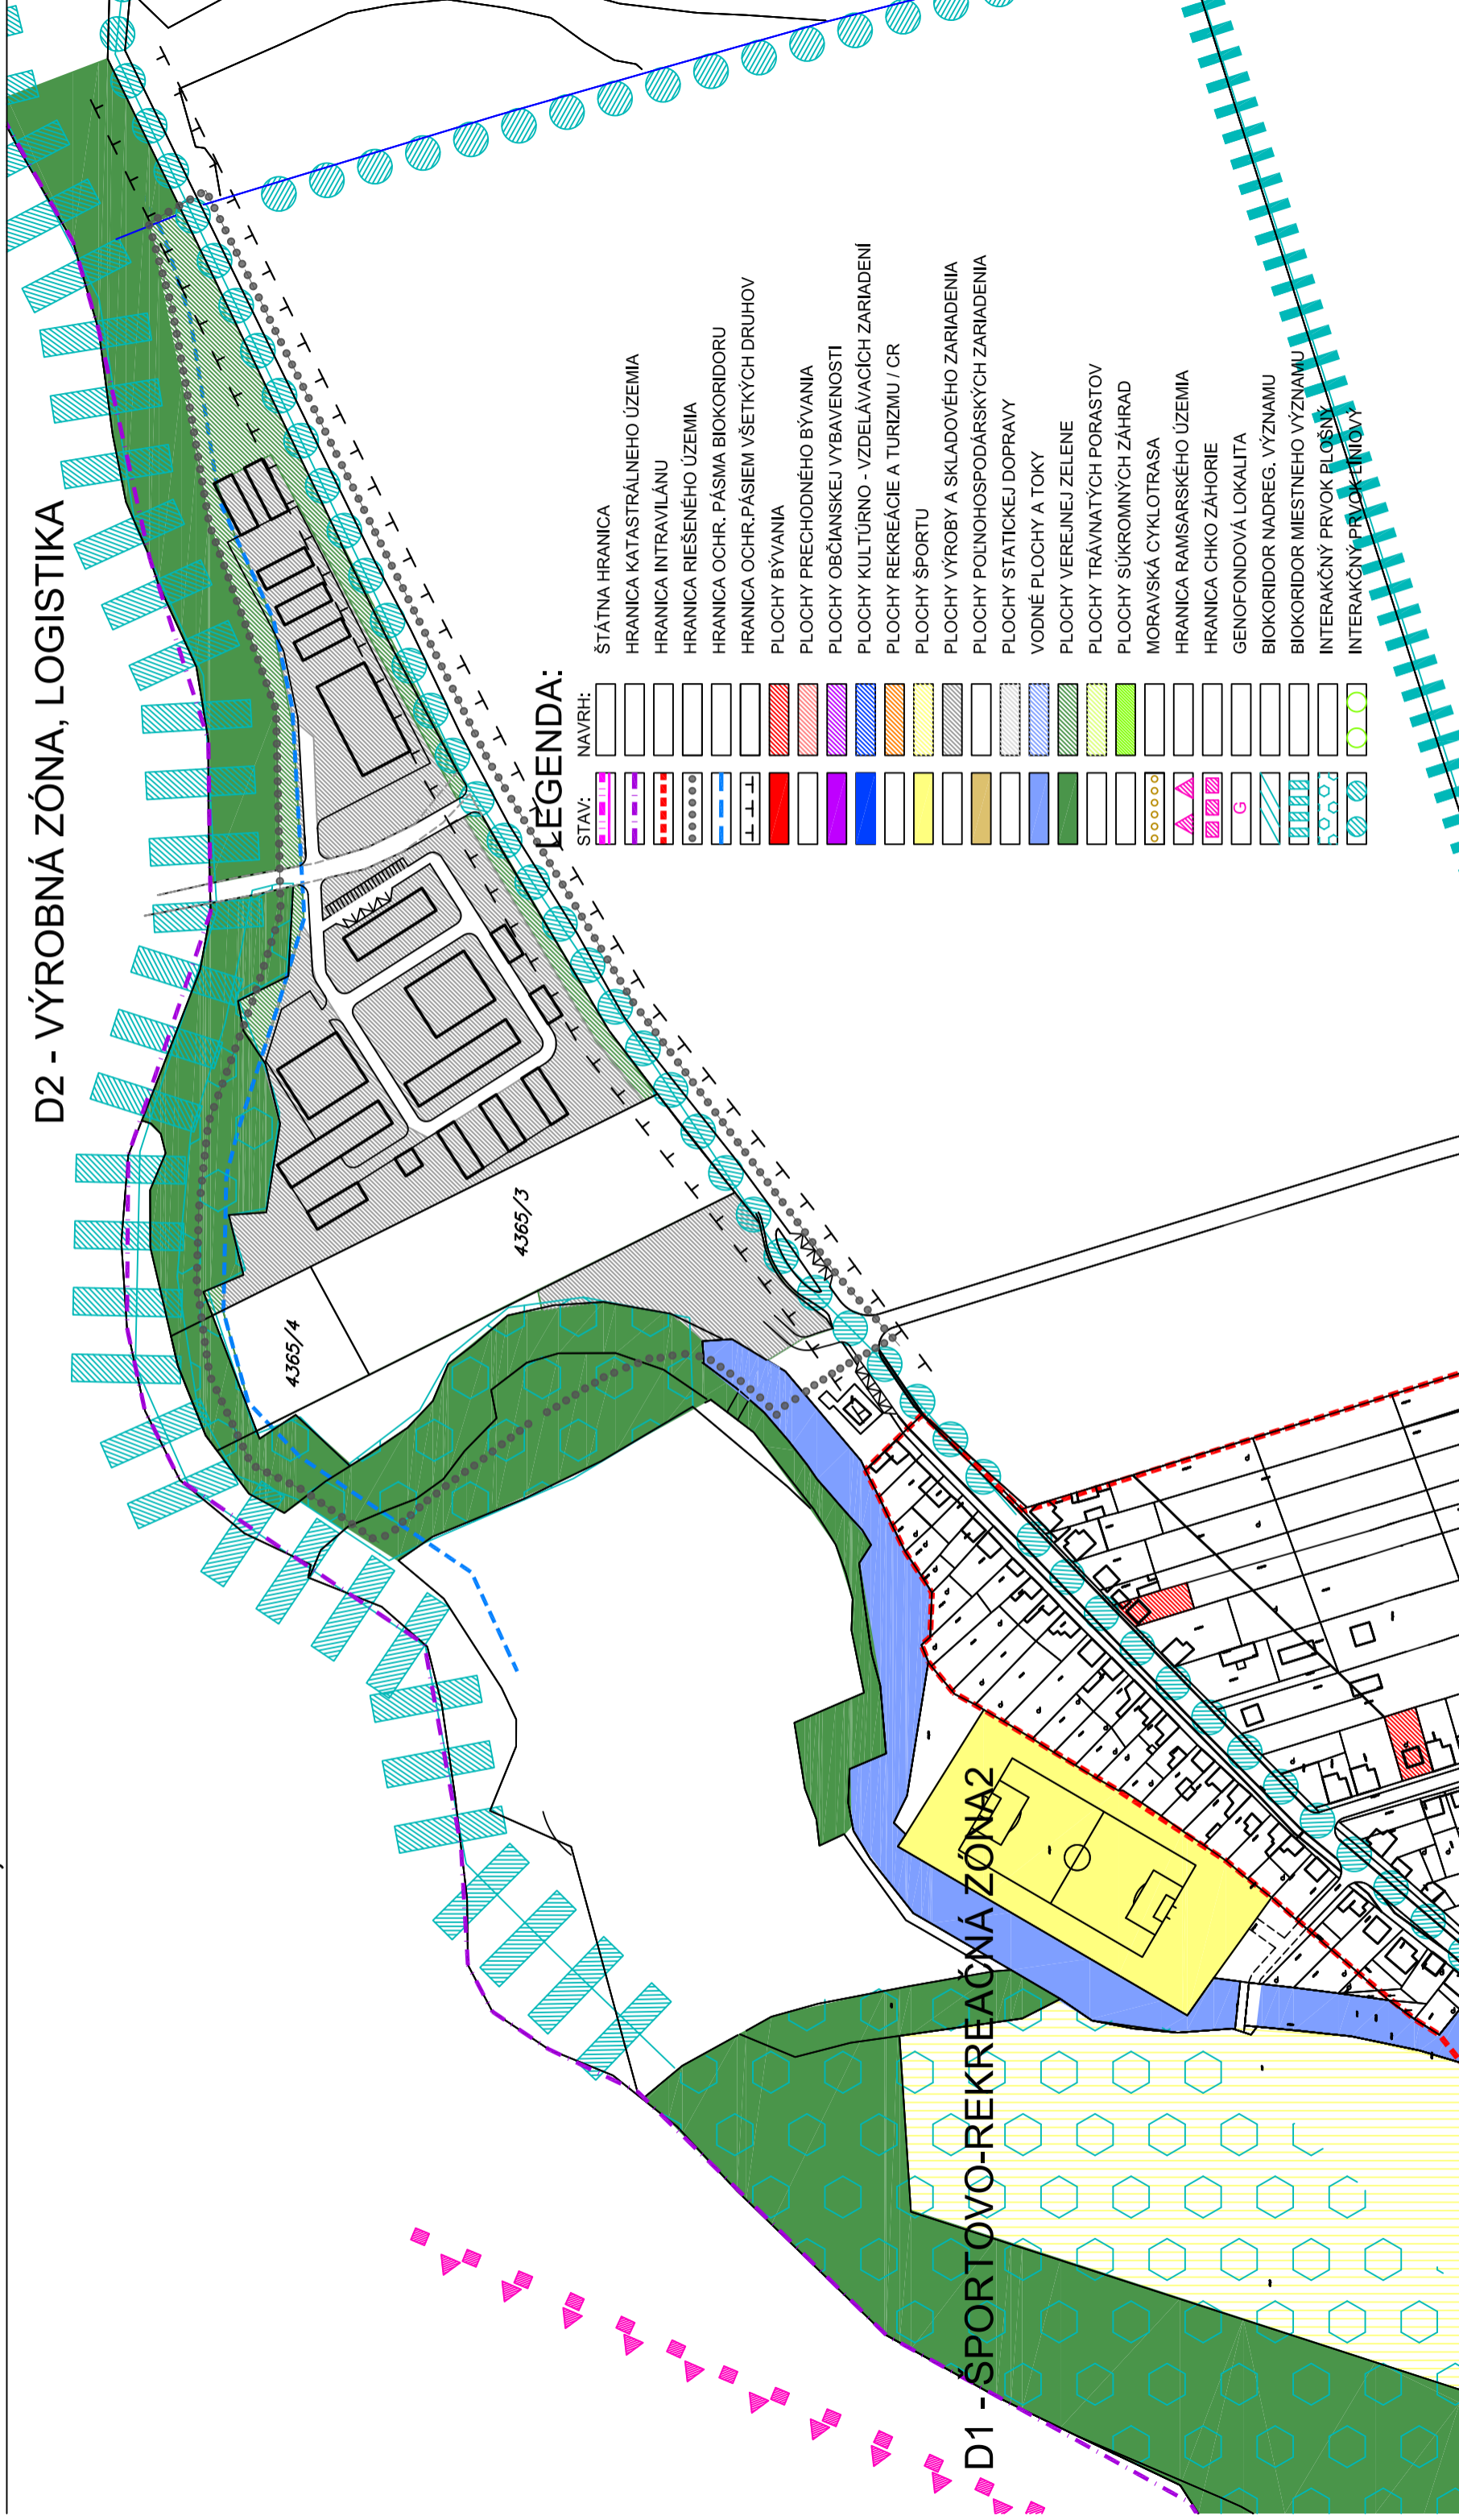 D2 - VÝROBNÁ ZÓNA, LOGISTIKA
4365/4
4365/3
D1 - ŠPORTOVO-REKREAČNÁ ZÓNA2
LEGENDA:
STAV: NÁVRH:
ŠTÁTNA HRANICA
HRANICA KATASTRÁLNEHO ÚZEMIA
HRANICA INTRAVILÁNU
HRANICA RIEŠENÉHO ÚZEMIA
HRANICA OCHR. PÁSMA BIOKORIDORU
HRANICA OCHR.PÁSIEM VŠETKÝCH DRUHOV
PLOCHY BÝVANIA
PLOCHY PRECHODNÉHO BÝVANIA
PLOCHY OBČIANSKEJ VYBAVENOSTI
PLOCHY KULTÚRNO - VZDELÁVACÍCH ZARIADENÍ
PLOCHY REKREÁCIE A TURIZMU / CR
PLOCHY ŠPORTU
PLOCHY VÝROBY A SKLADOVÉHO ZARIADENIA
PLOCHY POĽNOHOSPODÁRSKÝCH ZARIADENIA
PLOCHY STATICKEJ DOPRAVY
VODNÉ PLOCHY A TOKY
PLOCHY VEREJNEJ ZELENE
PLOCHY TRÁVNATÝCH PORASTOV
PLOCHY SÚKROMNÝCH ZÁHRAD
MORAVSKÁ CYKLOTRASA
HRANICA RAMSARSKÉHO ÚZEMIA
HRANICA CHKO ZÁHORIE
G GENOFONDOVÁ LOKALITA
BIOKORIDOR NADREG. VÝZNAMU
BIOKORIDOR MIESTNEHO VÝZNAMU
INTERAKČNÝ PRVOK PLOŠNÝ
INTERAKČNÝ PRVOK LÍNIOVÝ